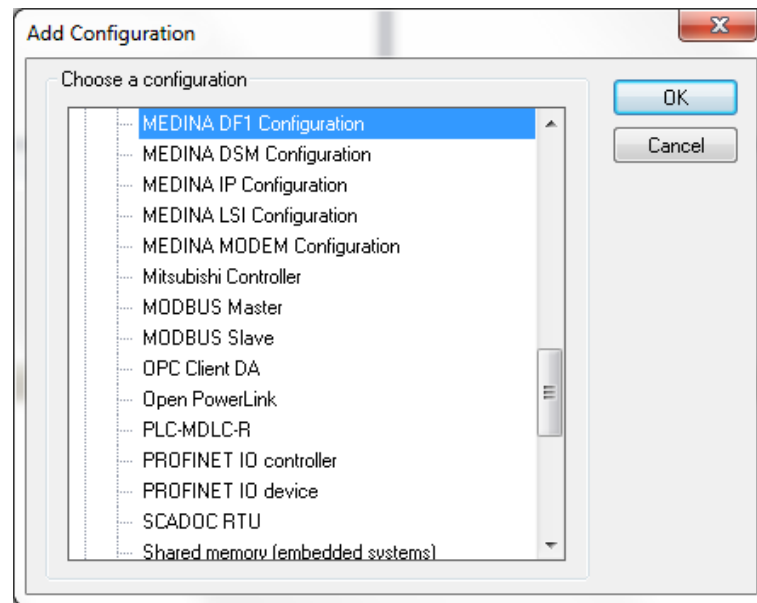 Add Configuration
Choose a configuration
MEDINA DF1 Configuration
MEDINA DSM Configuration
MEDINA IP Configuration
MEDINA LSI Configuration
MEDINA MODEM Configuration
Mitsubishi Controller
MODBUS Master
MODBUS Slave
OPC Client DA
Open PowerLink
PLC-MDLC-R
PROFINET IO controller
PROFINET IO device
SCADOC RTU
Shared memory (embedded systems)
OK
Cancel